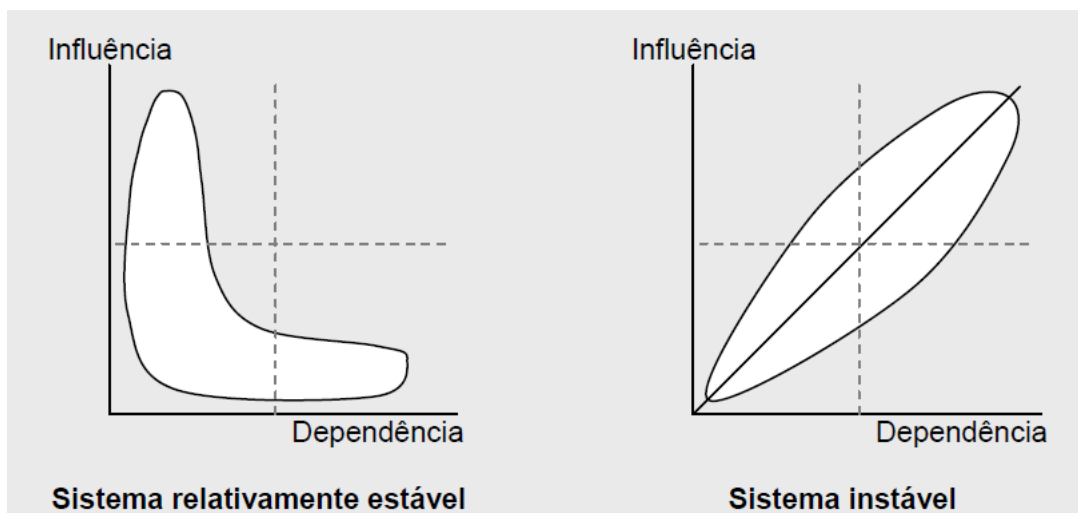 Influência
Influência
Dependência
Dependência
Sistema relativamente estável
Sistema instável